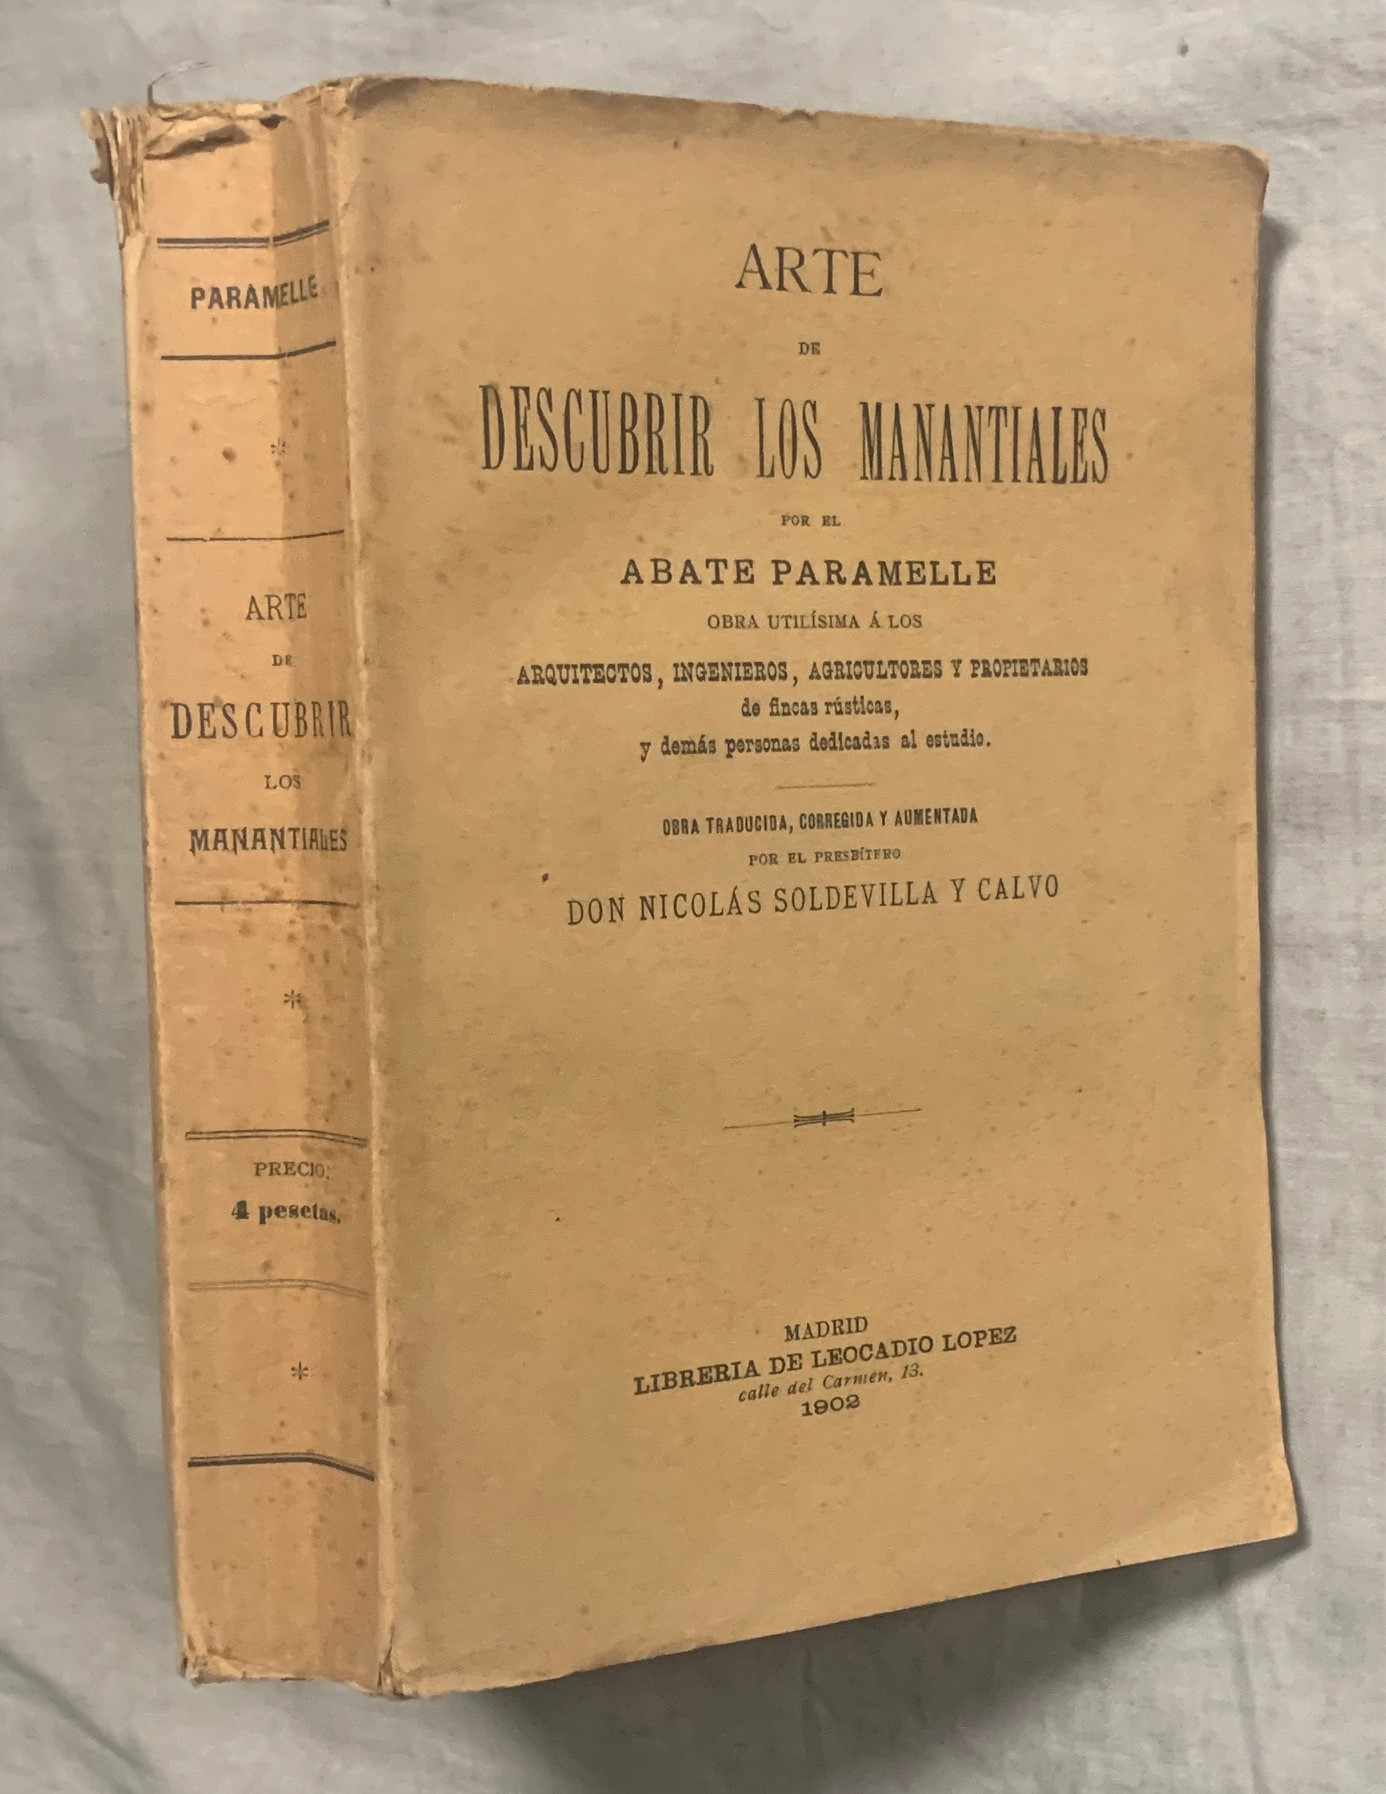 PARAMELLE
*
ARTE
DE
DESCUBRIR
LOS
MANANTIALES
*
PRECIO:
4 pesetas.
*
ARTE
DE
DESCUBRIR LOS MANANTIALES
POR EL
ABATE PARAMELLE
OBRA UTILÍSIMA Á LOS
ARQUITECTOS, INGENIEROS, AGRICULTORES Y PROPIETARIOS
de fincas rústicas,
y demás personas dedicadas al estudio.
OBRA TRADUCIDA, CORREGIDA Y AUMENTADA
POR EL PRESBÍTERO
DON NICOLÁS SOLDEVILLA Y CALVO
MADRID
LIBRERIA DE LEOCADIO LOPEZ
calle del Carmen, 13.
1902